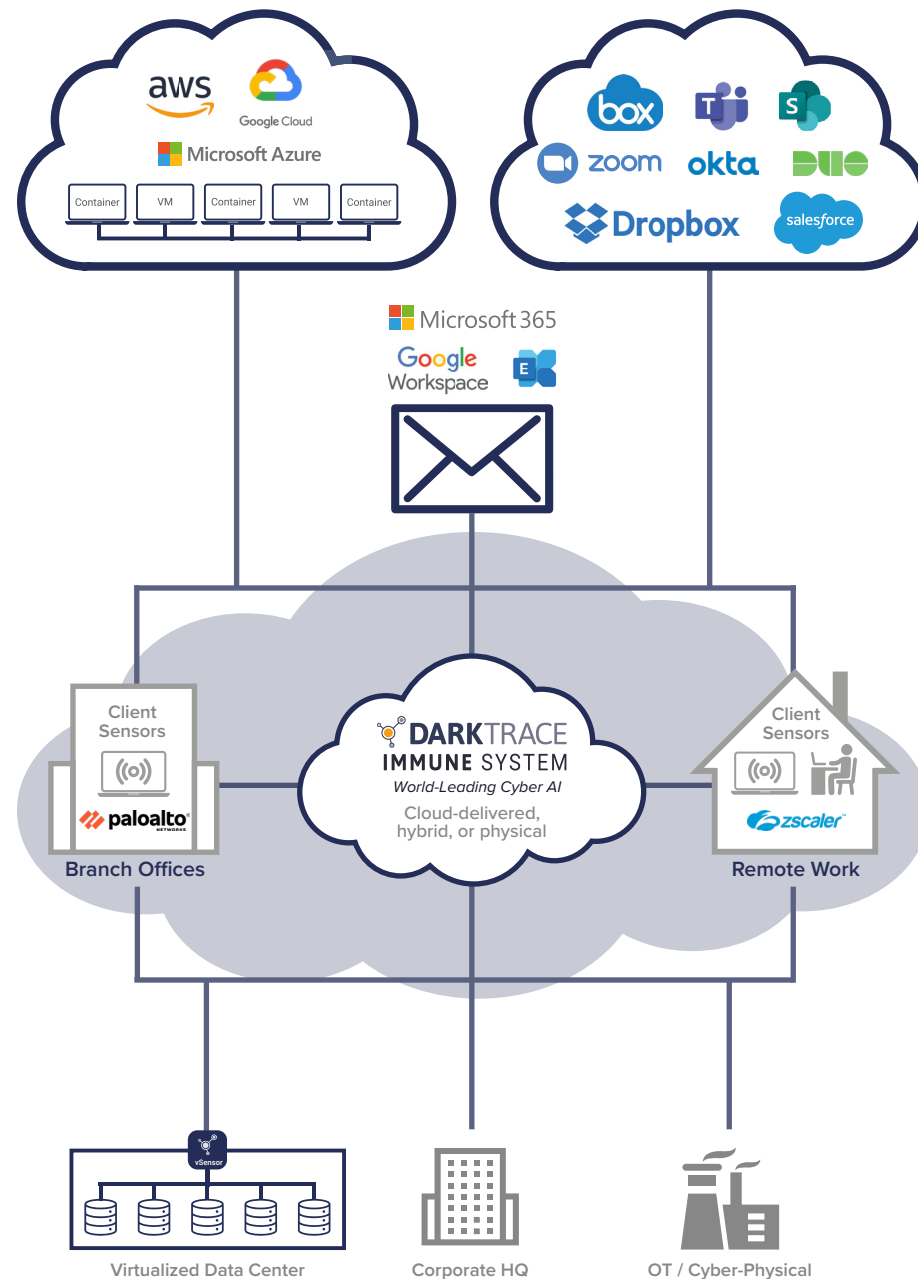 aws
Google Cloud
Microsoft Azure
Container
VM
Container
VM
Container
box
T
S
zoom
okta
DUO
Dropbox
salesforce
Microsoft 365
Google
Workspace
E
Client
Sensors
paloalto®
NETWORKS
Branch Offices
DARKTRACE
IMMUNE SYSTEM
World-Leading Cyber AI
Cloud-delivered,
hybrid, or physical
Client
Sensors
zscaler™
Remote Work
vSensor
Virtualized Data Center
Corporate HQ
OT / Cyber-Physical